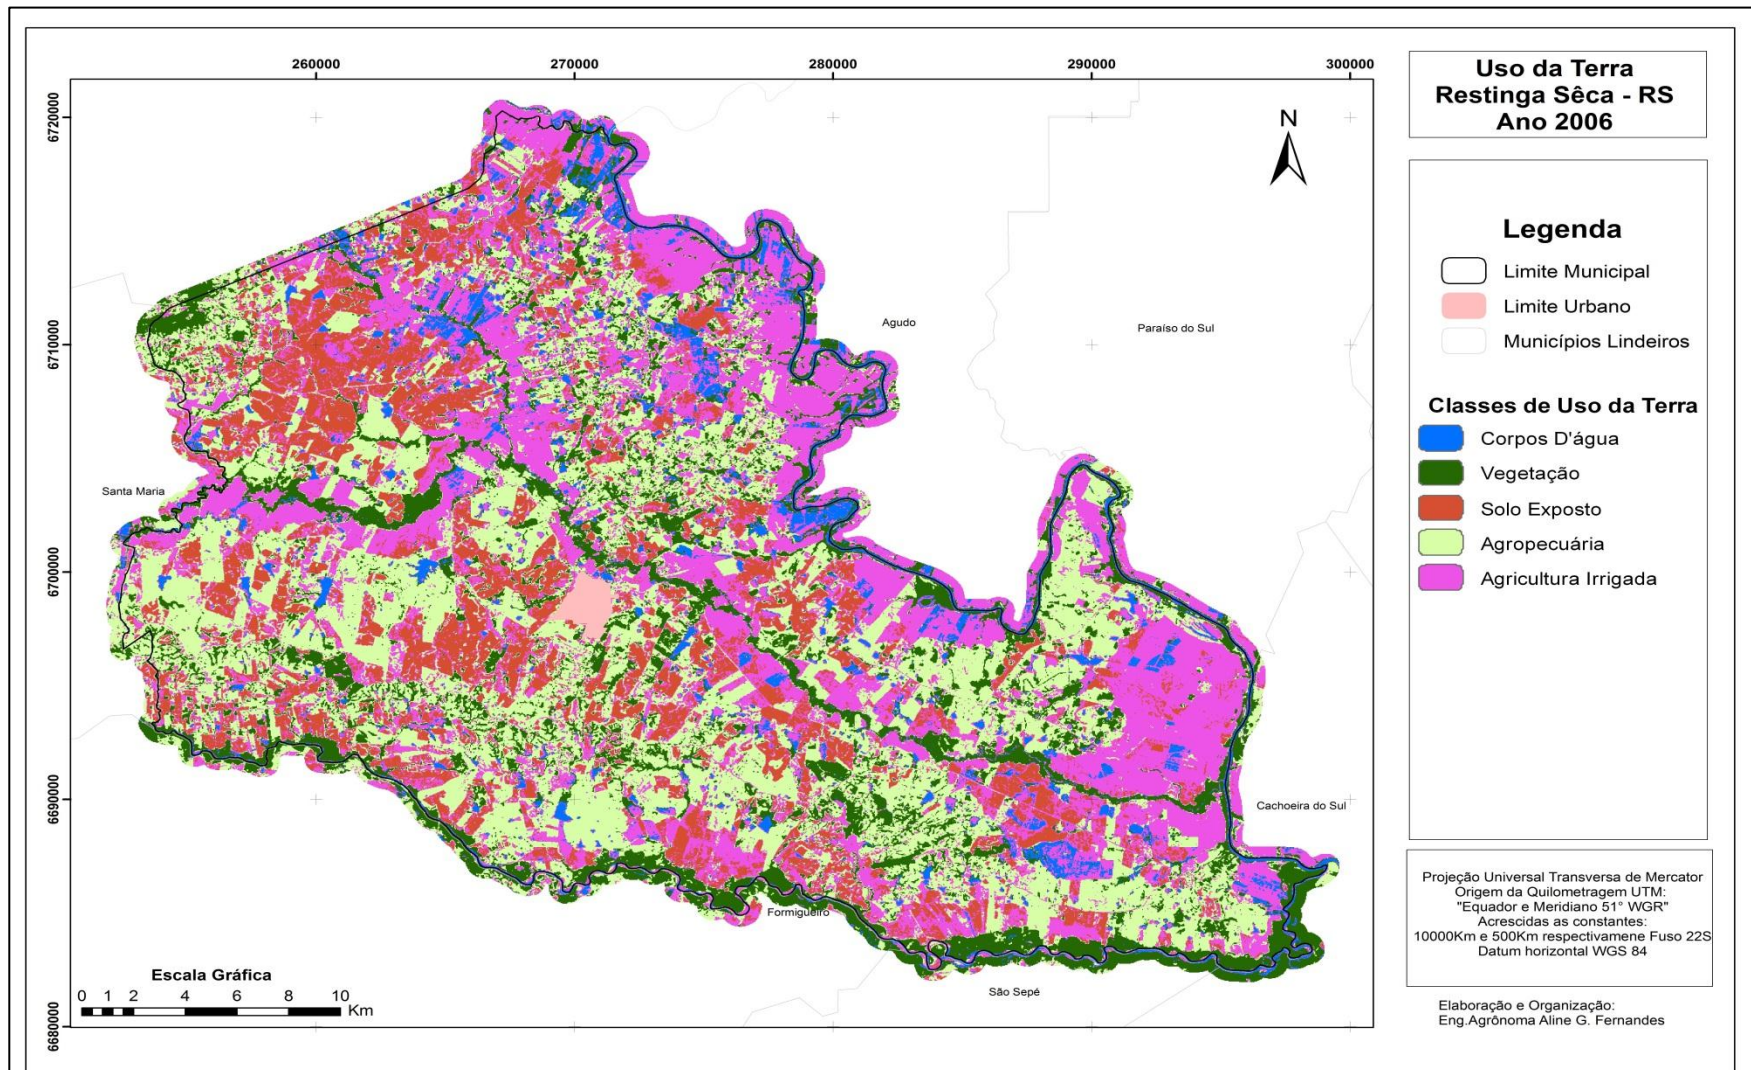 Uso da Terra
Restinga Sêca - RS
Ano 2006
260000
270000
280000
290000
300000
6720000
6710000
6700000
6690000
6680000
N
Agudo
Paraíso do Sul
Santa Maria
Cachoeira do Sul
Formigueiro
São Sepé
Escala Gráfica
0 1 2 4 6 8 10
Km
Legenda
Limite Municipal
Limite Urbano
Municípios Lindeiros
Classes de Uso da Terra
Corpos D'água
Vegetação
Solo Exposto
Agropecuária
Agricultura Irrigada
Projeção Universal Transversa de Mercator
Origem da Quilometragem UTM:
"Equador e Meridiano 51° WGR"
Acrescidas as constantes:
10000Km e 500Km respectivamene Fuso 22S
Datum horizontal WGS 84
Elaboração e Organização:
Eng.Agrônoma Aline G. Fernandes